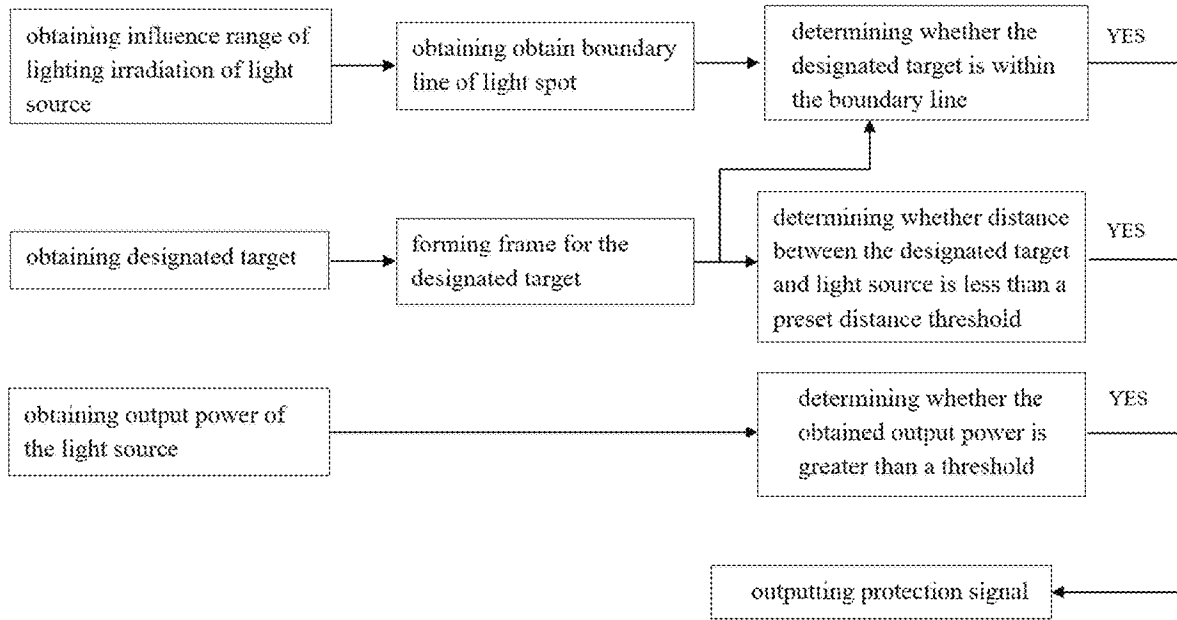 obtaining influence range of
lighting irradiation of light
source
obtaining obtain boundary
line of light spot
determining whether the
designated target is within
the boundary line
YES
obtaining designated target
forming frame for the
designated target
determining whether distance
between the designated target
and light source is less than a
preset distance threshold
YES
obtaining output power of
the light source
determining whether the
obtained output power is
greater than a threshold
YES
outputting protection signal